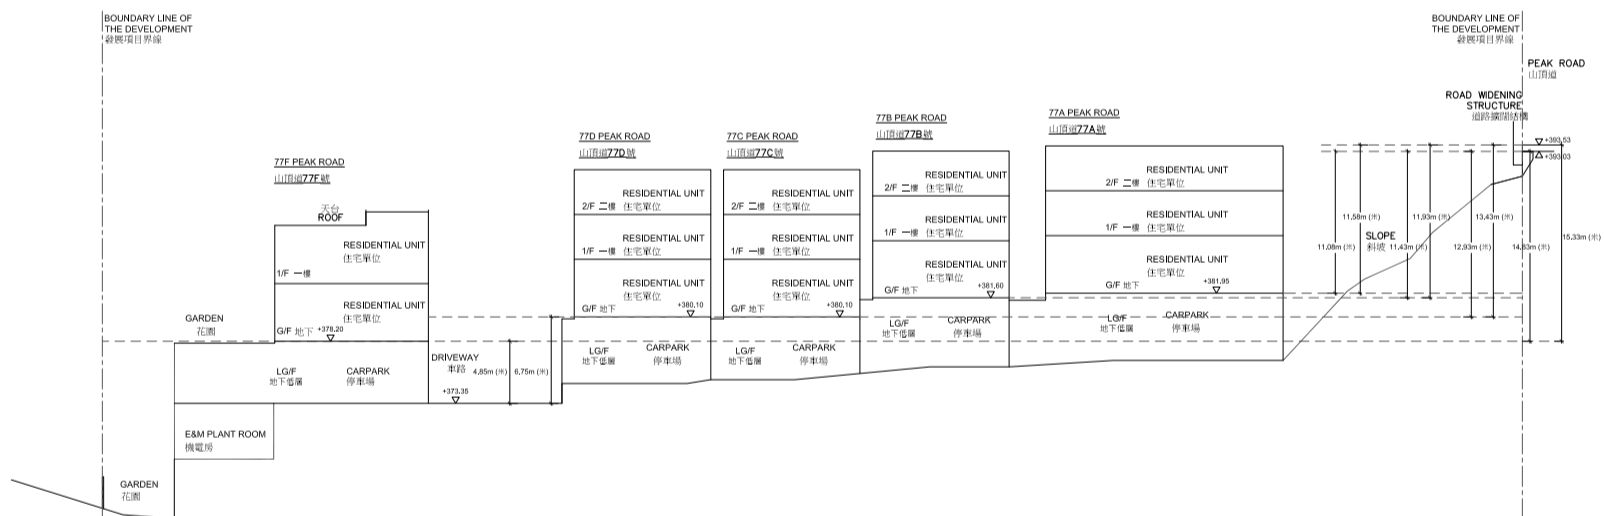 BOUNDARY LINE OF
THE DEVELOPMENT
發展項目界線
BOUNDARY LINE OF
THE DEVELOPMENT
發展項目界線
PEAK ROAD
山頂道
ROAD WIDENING
STRUCTURE
道路擴闊結構
+393.53
+393.03
77F PEAK ROAD
山頂道77F號
77D PEAK ROAD
山頂道77D號
77C PEAK ROAD
山頂道77C號
77B PEAK ROAD
山頂道77B號
77A PEAK ROAD
山頂道77A號
天台
ROOF
RESIDENTIAL UNIT
住宅單位
1/F 一樓
RESIDENTIAL UNIT
住宅單位
G/F 地下 +378.20
GARDEN
花園
LG/F
地下低層
CARPARK
停車場
E&M PLANT ROOM
機電房
GARDEN
花園
DRIVEWAY
車路
+373.35
4.85m (米)
6.75m (米)
RESIDENTIAL UNIT
2/F 二樓 住宅單位
RESIDENTIAL UNIT
1/F 一樓 住宅單位
RESIDENTIAL UNIT
住宅單位
G/F 地下 +380.10
LG/F
地下低層
CARPARK
停車場
RESIDENTIAL UNIT
2/F 二樓 住宅單位
RESIDENTIAL UNIT
1/F 一樓 住宅單位
RESIDENTIAL UNIT
住宅單位
G/F 地下 +380.10
LG/F
地下低層
CARPARK
停車場
RESIDENTIAL UNIT
2/F 二樓 住宅單位
RESIDENTIAL UNIT
1/F 一樓 住宅單位
RESIDENTIAL UNIT
住宅單位
G/F 地下 +381.60
LG/F
地下低層
CARPARK
停車場
RESIDENTIAL UNIT
2/F 二樓 住宅單位
RESIDENTIAL UNIT
1/F 一樓 住宅單位
RESIDENTIAL UNIT
住宅單位
G/F 地下 +381.95
LG/F
地下低層
CARPARK
停車場
SLOPE
斜坡
11.58m (米)
11.93m (米)
13.43m (米)
15.33m (米)
11.08m (米)
11.43m (米)
12.93m (米)
14.83m (米)